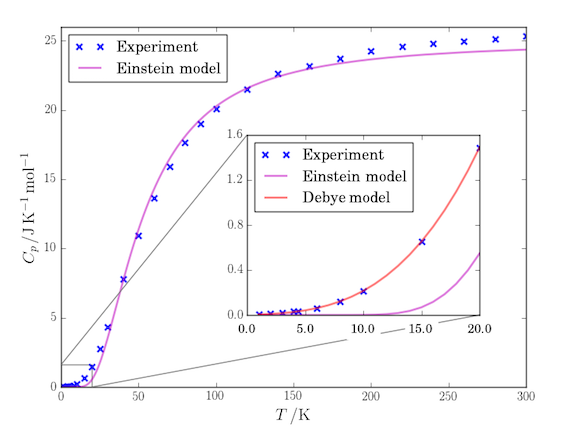 25
20
15
10
5
0
C_p / J K⁻¹ mol⁻¹
Experiment
Einstein model
1.6
1.2
0.8
0.4
0.0
Experiment
Einstein model
Debye model
5.0 10.0 15.0 20.0
0 50 100 150 200 250 300
T / K